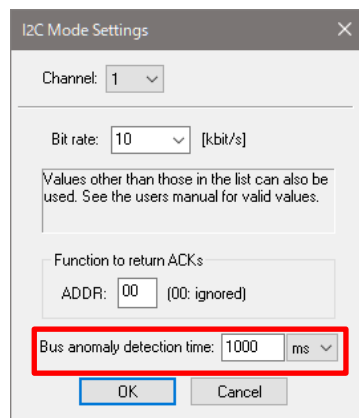 I2C Mode Settings
Channel: 1
Bit rate: 10 [kbit/s]
Values other than those in the list can also be
used. See the users manual for valid values.
Function to return ACKs
ADDR: 00 (00: ignored)
Bus anomaly detection time: 1000 ms
OK Cancel